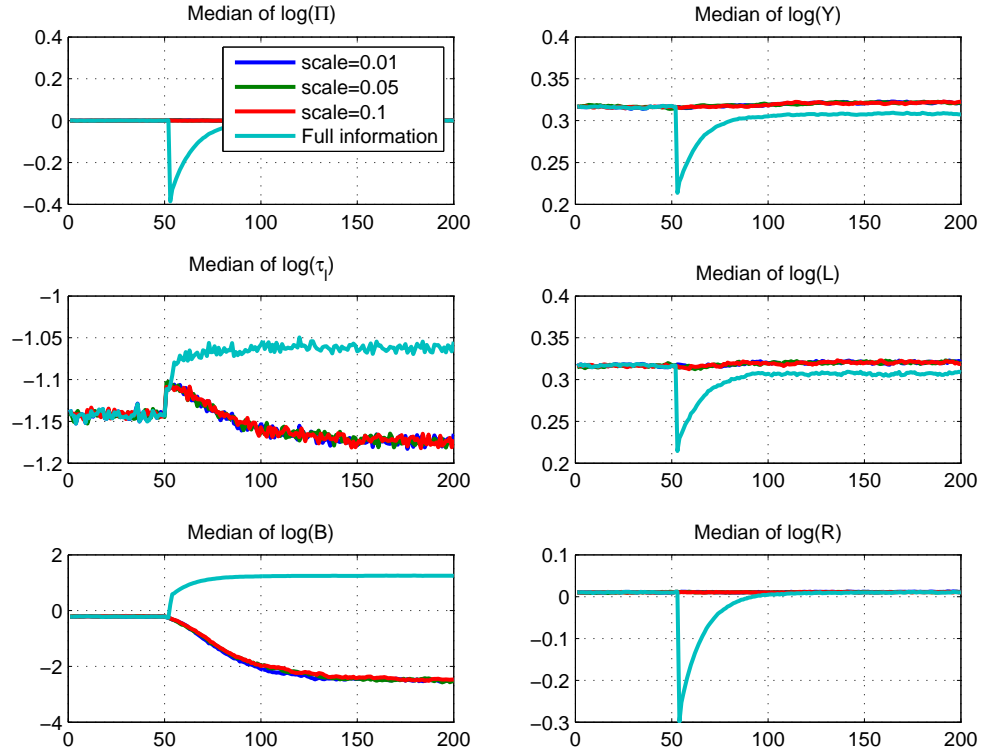 Median of log(Π)
0.4
0.2
0
−0.2
−0.4
0 50 100 150 200
scale=0.01
scale=0.05
scale=0.1
Full information
Median of log(Y)
0.4
0.35
0.3
0.25
0.2
0 50 100 150 200
Median of log(τl)
−1
−1.05
−1.1
−1.15
−1.2
0 50 100 150 200
Median of log(L)
0.4
0.35
0.3
0.25
0.2
0 50 100 150 200
Median of log(B)
2
0
−2
−4
0 50 100 150 200
Median of log(R)
0.1
0
−0.1
−0.2
−0.3
0 50 100 150 200